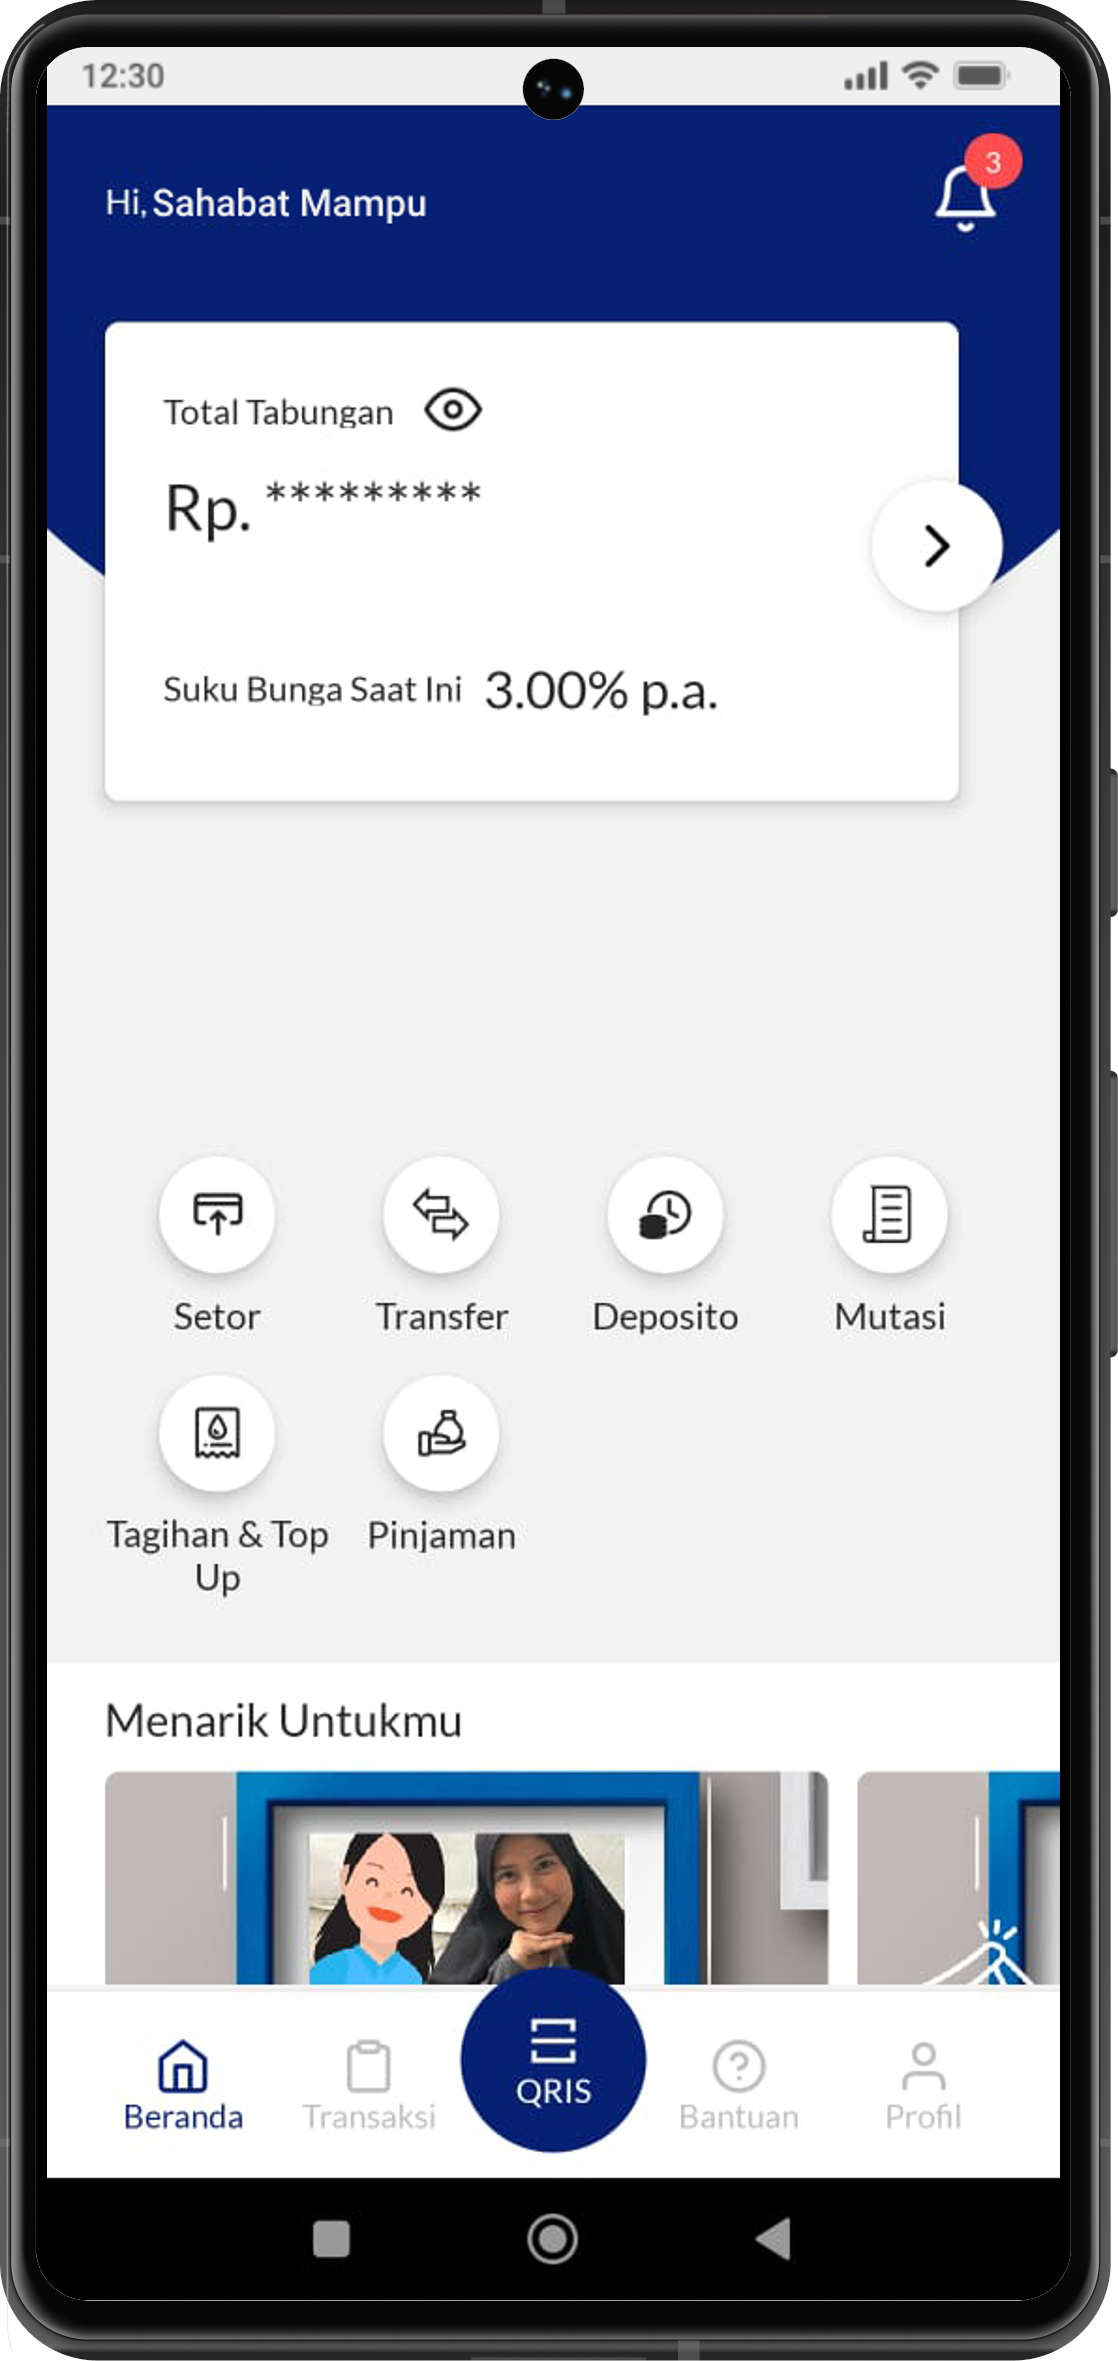 12:30
3
Hi, Sahabat Mampu
Total Tabungan
Rp. *********
Suku Bunga Saat Ini 3.00% p.a.
Setor Transfer Deposito Mutasi
Tagihan & Top Up
Pinjaman
Menarik Untukmu
Beranda Transaksi QRIS Bantuan Profil